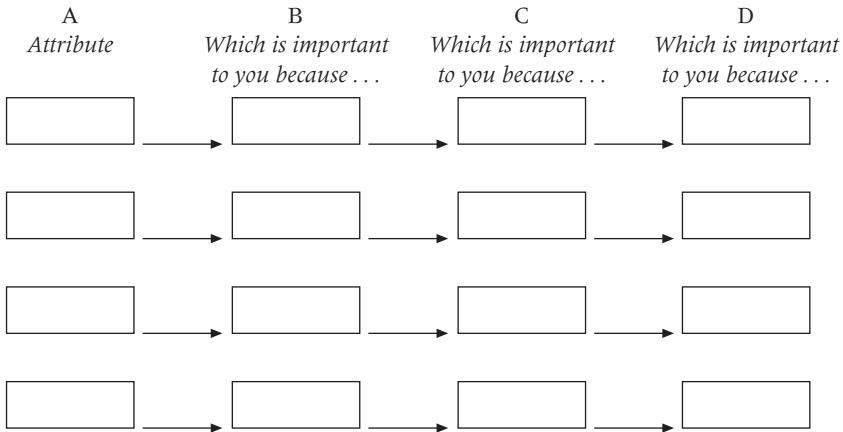 A B C D
Attribute Which is important Which is important Which is important
to you because . . . to you because . . . to you because . . .